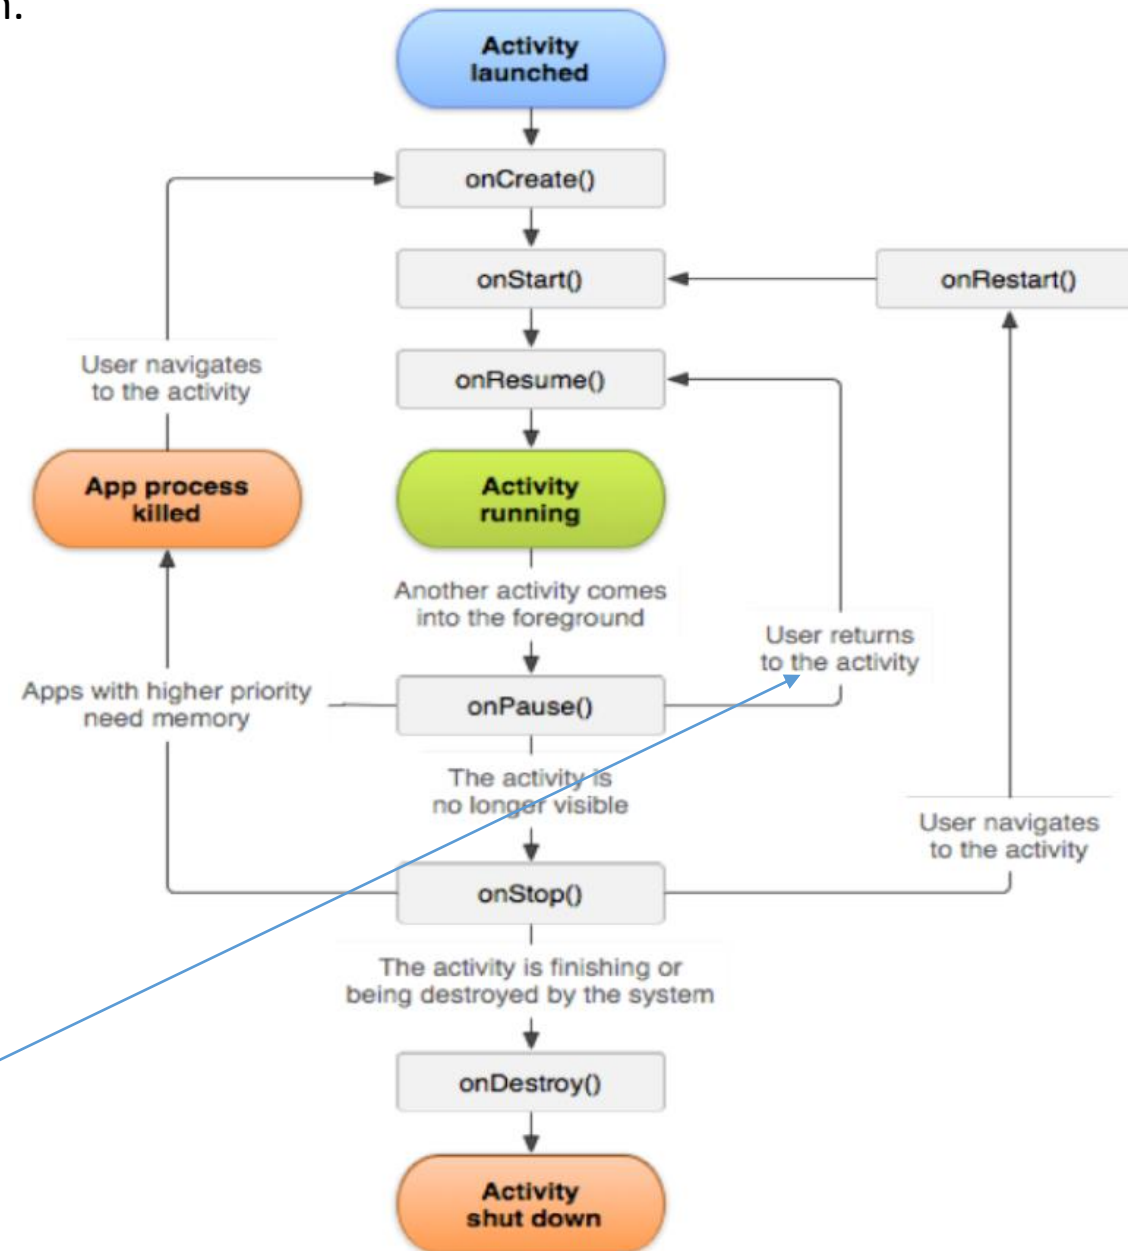 n.
Activity
launched
onCreate()
onStart()
onRestart()
User navigates
to the activity
onResume()
App process
killed
Activity
running
Another activity comes
into the foreground
User returns
to the activity
Apps with higher priority
need memory
onPause()
The activity is
no longer visible
User navigates
to the activity
onStop()
The activity is finishing or
being destroyed by the system
onDestroy()
Activity
shut down